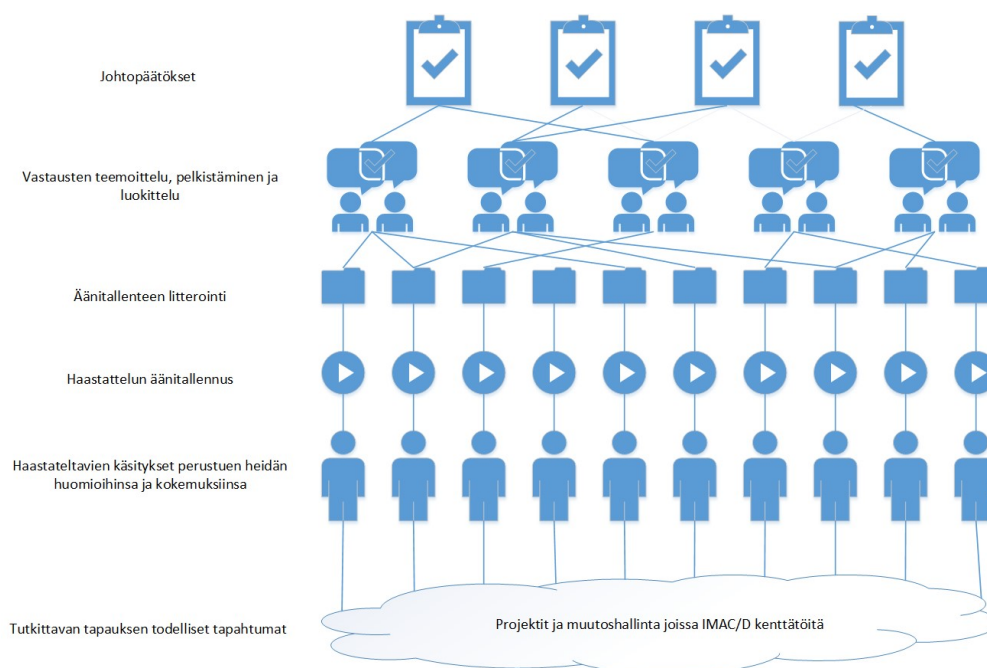 Johtopäätökset
Vastausten teemoittelu, pelkistäminen ja
luokittelu
Äänitallenteen litterointi
Haastattelun äänitallennus
Haastateltavien käsitykset perustuen heidän
huomioihinsa ja kokemuksiinsa
Tutkittavan tapauksen todelliset tapahtumat
Projektit ja muutoshallinta joissa IMAC/D kenttätöitä